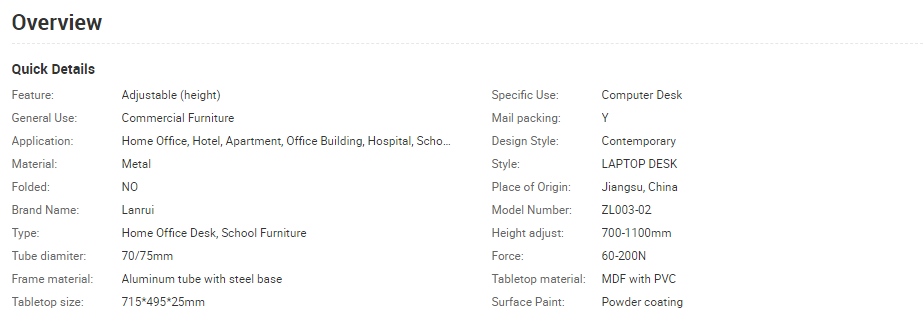 Overview
Quick Details
Feature: Adjustable (height) Specific Use: Computer Desk
General Use: Commercial Furniture Mail packing: Y
Application: Home Office, Hotel, Apartment, Office Building, Hospital, Scho... Design Style: Contemporary
Material: Metal Style: LAPTOP DESK
Folded: NO Place of Origin: Jiangsu, China
Brand Name: Lanrui Model Number: ZL003-02
Type: Home Office Desk, School Furniture Height adjust: 700-1100mm
Tube diamiter: 70/75mm Force: 60-200N
Frame material: Aluminum tube with steel base Tabletop material: MDF with PVC
Tabletop size: 715*495*25mm Surface Paint: Powder coating